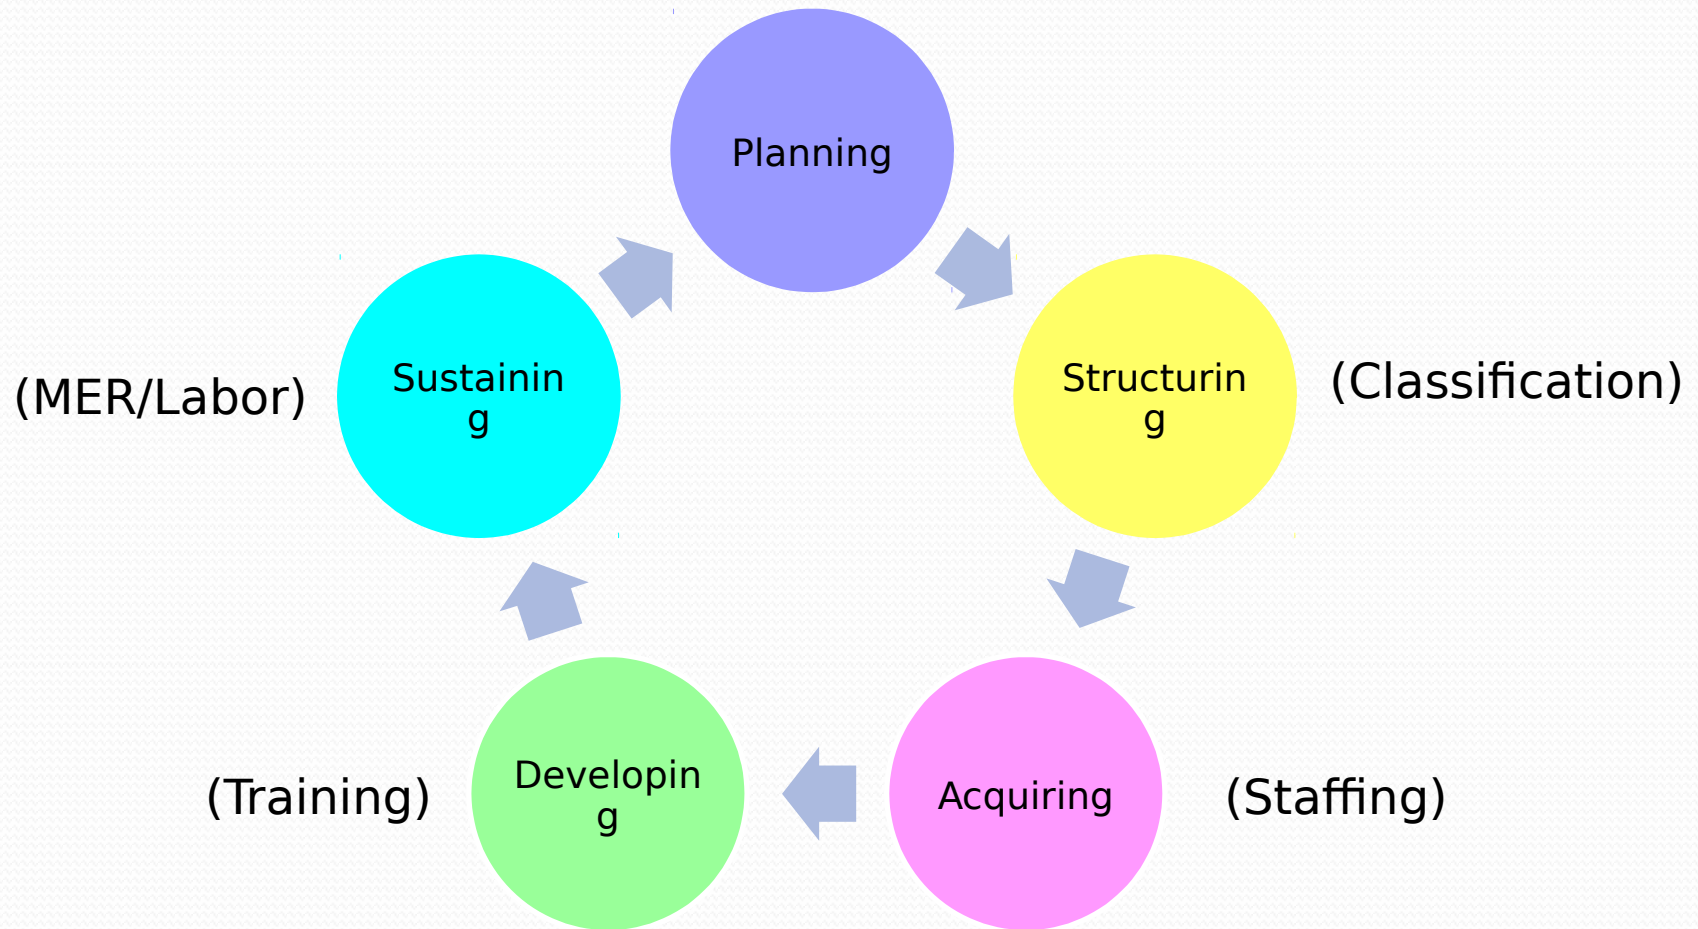 Planning
Structurin
g
(Classification)
Acquiring
(Staffing)
Developin
g
(Training)
Sustainin
g
(MER/Labor)